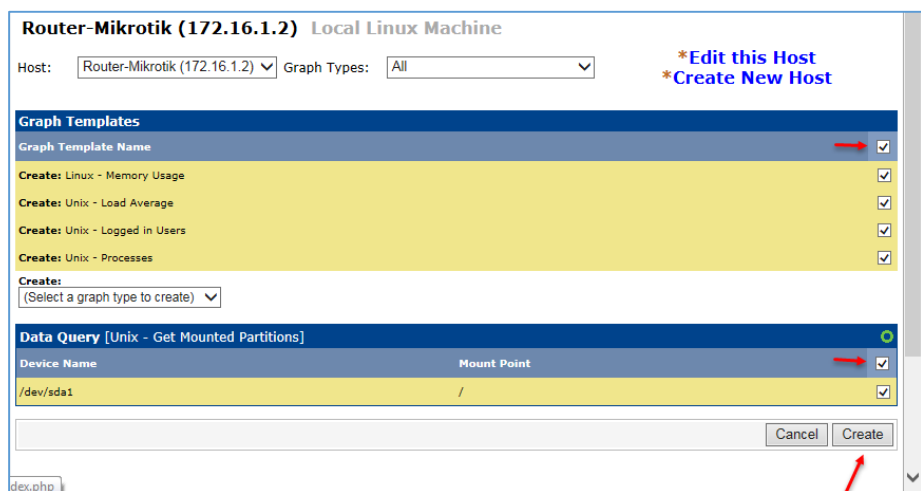 Router-Mikrotik (172.16.1.2) Local Linux Machine
Host: Router-Mikrotik (172.16.1.2) Graph Types: All
*Edit this Host
*Create New Host
Graph Templates
Graph Template Name
Create: Linux - Memory Usage
Create: Unix - Load Average
Create: Unix - Logged in Users
Create: Unix - Processes
Create:
(Select a graph type to create)
Data Query [Unix - Get Mounted Partitions]
Device Name Mount Point
/dev/sda1 /
Cancel Create
dex.php